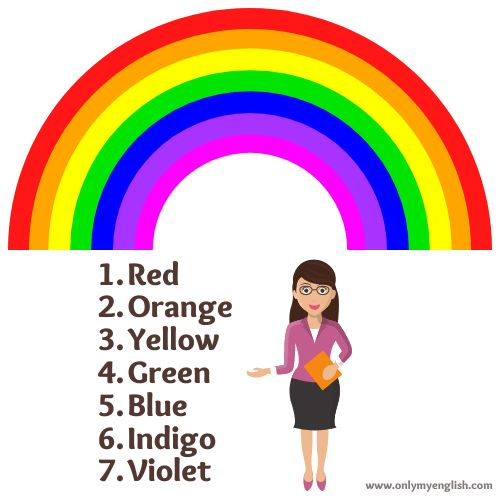 1. Red
2. Orange
3. Yellow
4. Green
5. Blue
6. Indigo
7. Violet
www.onlymyenglish.com